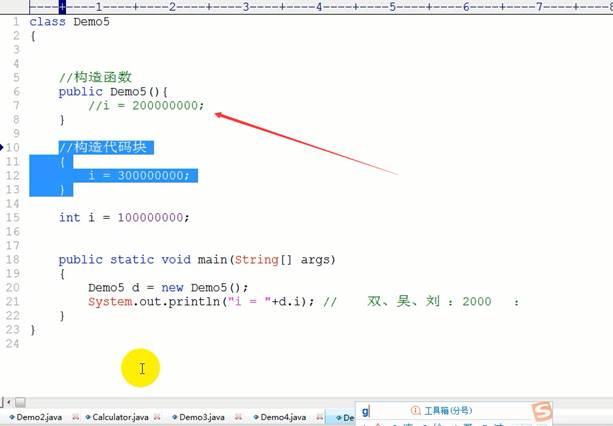 ----+----1----+----2----+----3----+----4----+----5----+----6----+----7----+----8
1 class Demo5
2 {
3
4
5 //构造函数
6 public Demo5(){
7 //i = 200000000;
8 }
9
10 //构造代码块
11 {
12 i = 300000000;
13 }
14
15 int i = 100000000;
16
17
18 public static void main(String[] args)
19 {
20 Demo5 d = new Demo5();
21 System.out.println("i = "+d.i); // 双、吴、刘 : 2000 :
22 }
23 }
24
g 工具箱(分号)
Demo2.java Calculator.java Demo3.java Demo4.java De